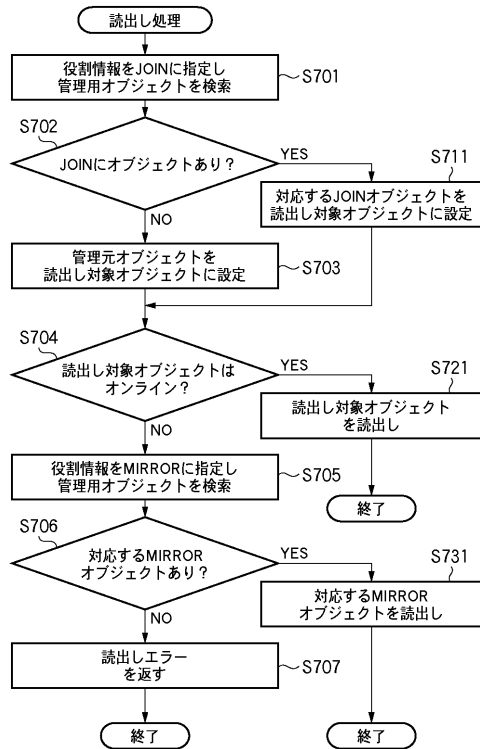 読出し処理
役割情報をJOINに指定し
管理用オブジェクトを検索
S701
S702
JOINにオブジェクトあり?
YES
NO
S711
対応するJOINオブジェクトを
読出し対象オブジェクトに設定
管理元オブジェクトを
読出し対象オブジェクトに設定
S703
S704
読出し対象オブジェクトは
オンライン?
YES
NO
S721
読出し対象オブジェクト
を読出し
終了
役割情報をMIRRORに指定し
管理用オブジェクトを検索
S705
S706
対応するMIRROR
オブジェクトあり?
YES
NO
S731
対応するMIRROR
オブジェクトを読出し
読出しエラー
を返す
S707
終了
終了